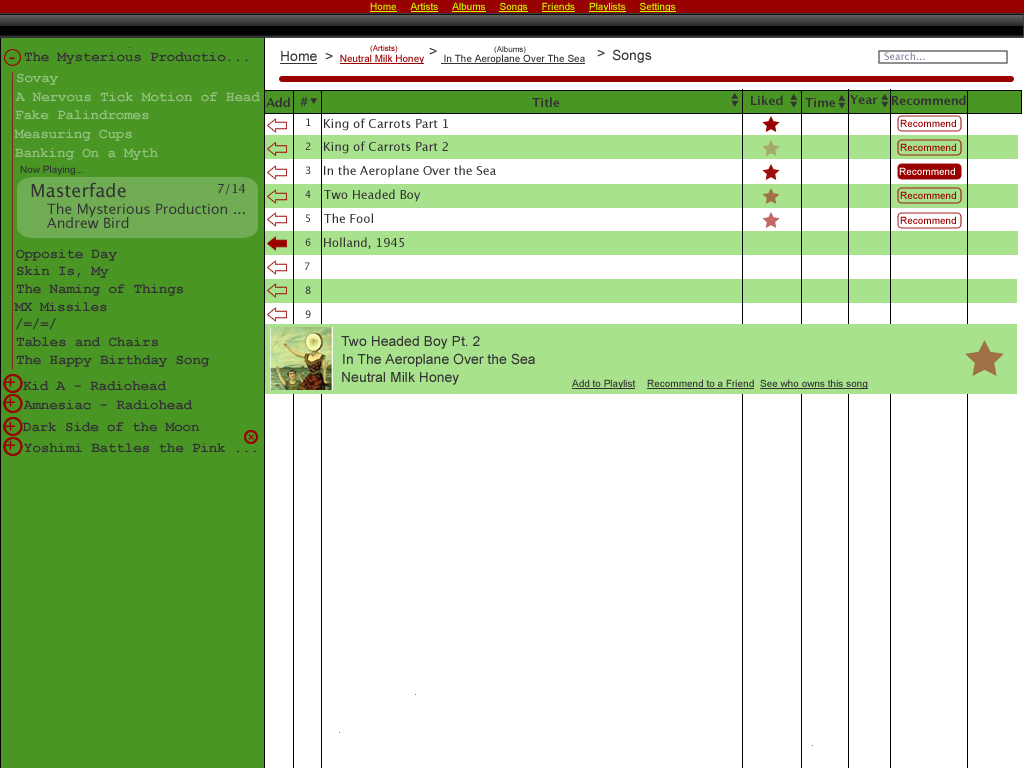 Home Artists Albums Songs Friends Playlists Settings
The Mysterious Productio...
Sovay
A Nervous Tick Motion of Head
Fake Palindromes
Measuring Cups
Banking On a Myth
Now Playing...
Masterfade 7/14
The Mysterious Production ...
Andrew Bird
Opposite Day
Skin Is, My
The Naming of Things
MX Missiles
/=/=/
Tables and Chairs
The Happy Birthday Song
Kid A - Radiohead
Amnesiac - Radiohead
Dark Side of the Moon
Yoshimi Battles the Pink ...
(Artists) (Albums)
Home > Neutral Milk Honey > In The Aeroplane Over The Sea > Songs
Search...
Add # Title Liked Time Year Recommend
1 King of Carrots Part 1 Recommend
2 King of Carrots Part 2 Recommend
3 In the Aeroplane Over the Sea Recommend
4 Two Headed Boy Recommend
5 The Fool Recommend
6 Holland, 1945
7
8
9
Two Headed Boy Pt. 2
In The Aeroplane Over the Sea
Neutral Milk Honey
Add to Playlist Recommend to a Friend See who owns this song